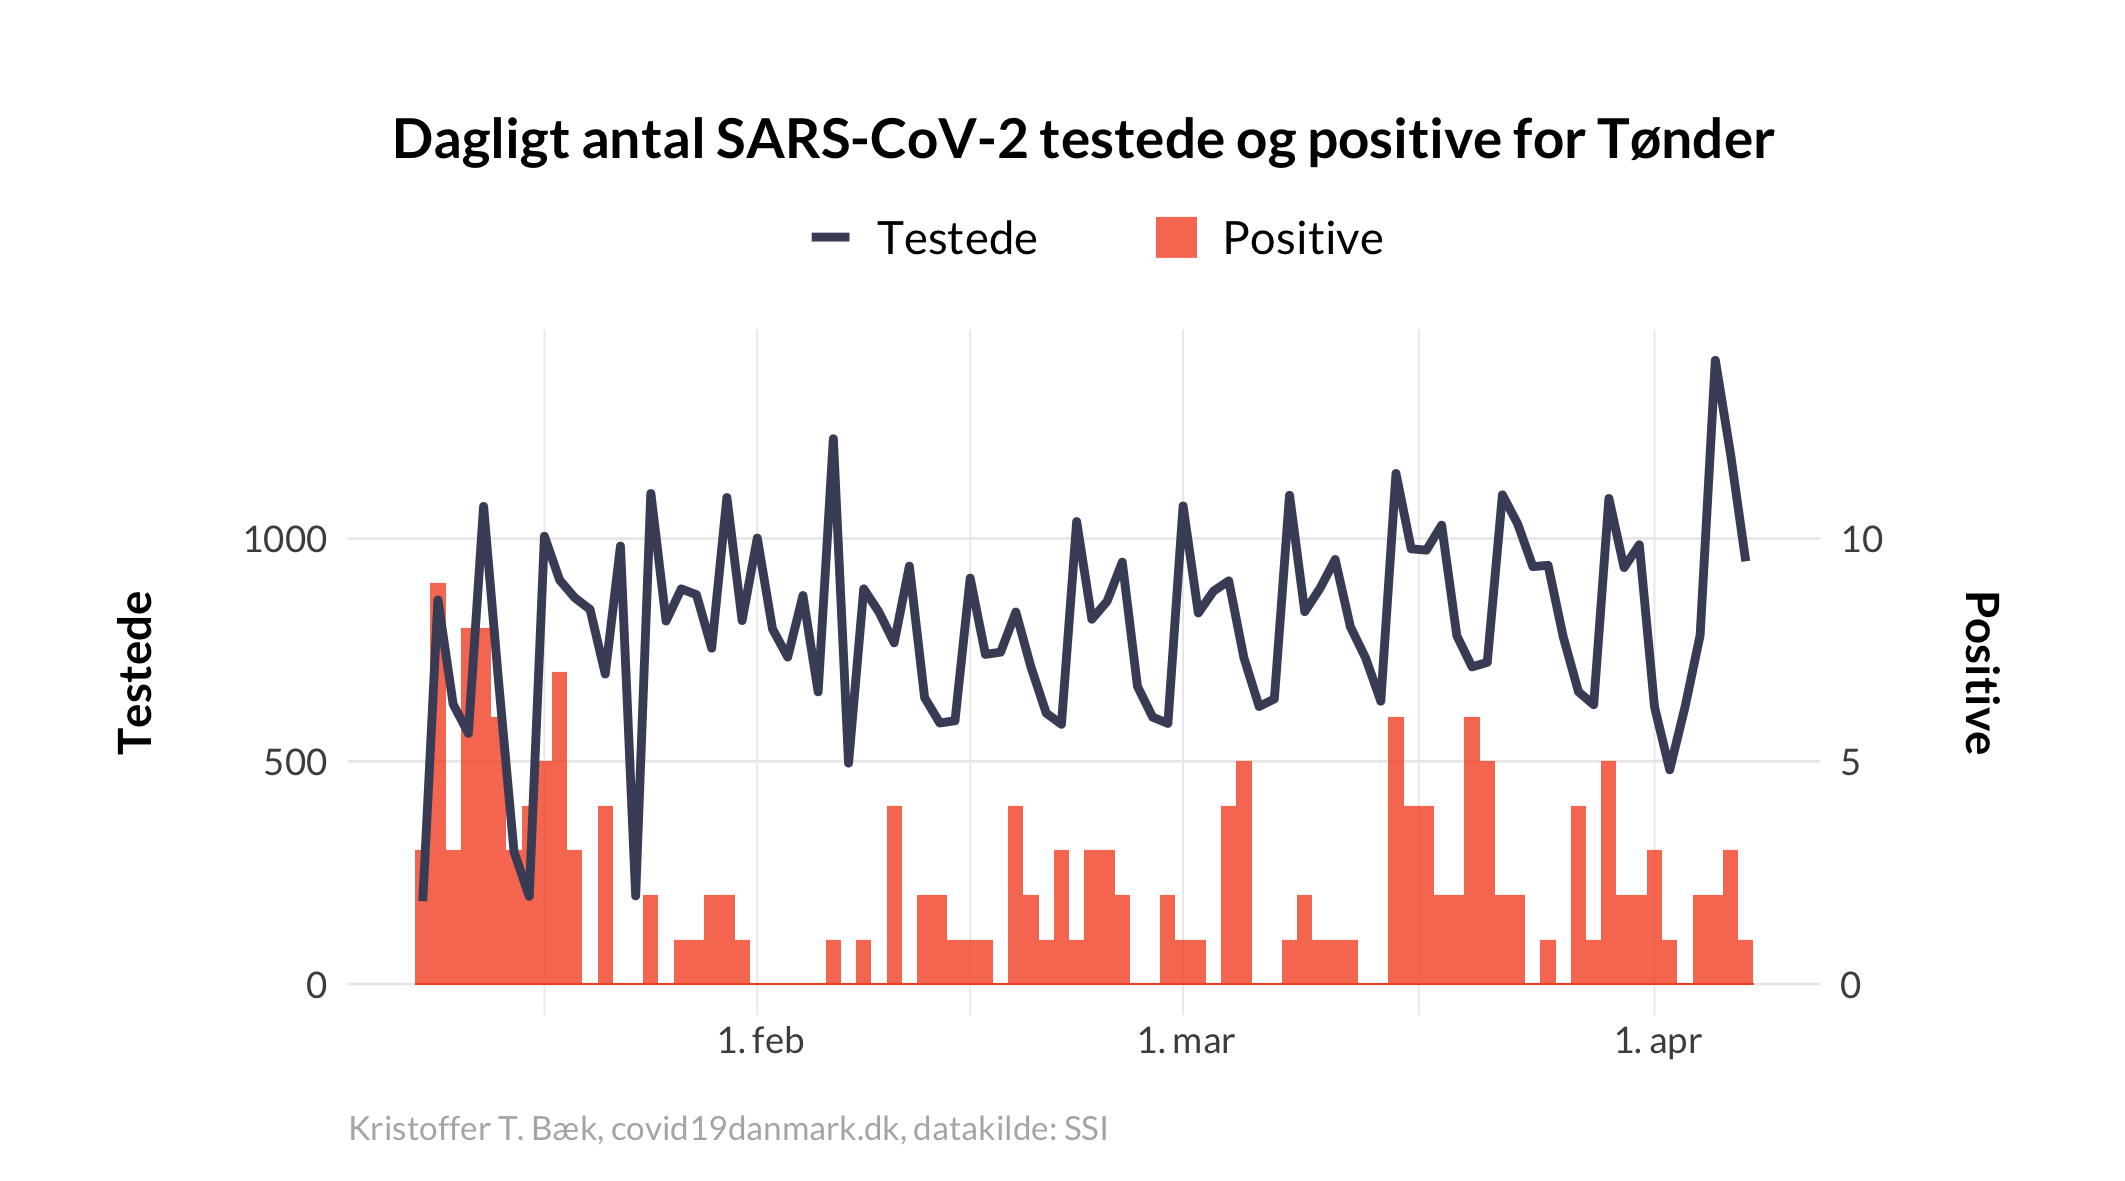 Dagligt antal SARS-CoV-2 testede og positive for Tønder
Testede
Positive
1000
500
0
10
5
0
Testede
Positive
1. feb
1. mar
1. apr
Kristoffer T. Bæk, covid19danmark.dk, datakilde: SSI